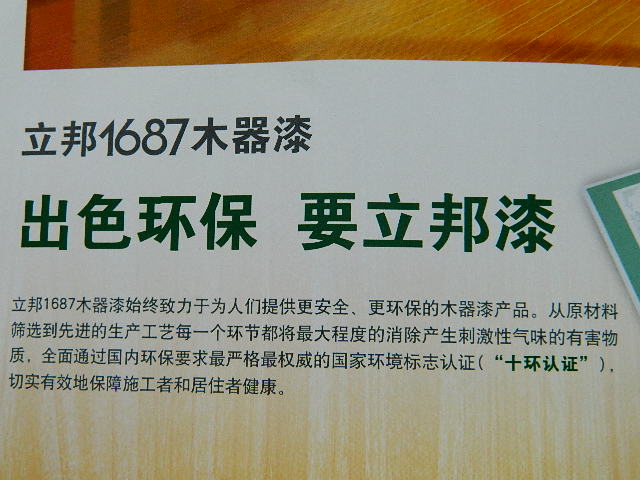 立邦1687木器漆
出色环保 要立邦漆
立邦1687木器漆始终致力于为人们提供更安全、更环保的木器漆产品。从原材料
筛选到先进的生产工艺每一个环节都将最大程度的消除产生刺激性气味的有害物
质，全面通过国内环保要求最严格最权威的国家环境标志认证(“十环认证”),
切实有效地保障施工者和居住者健康。